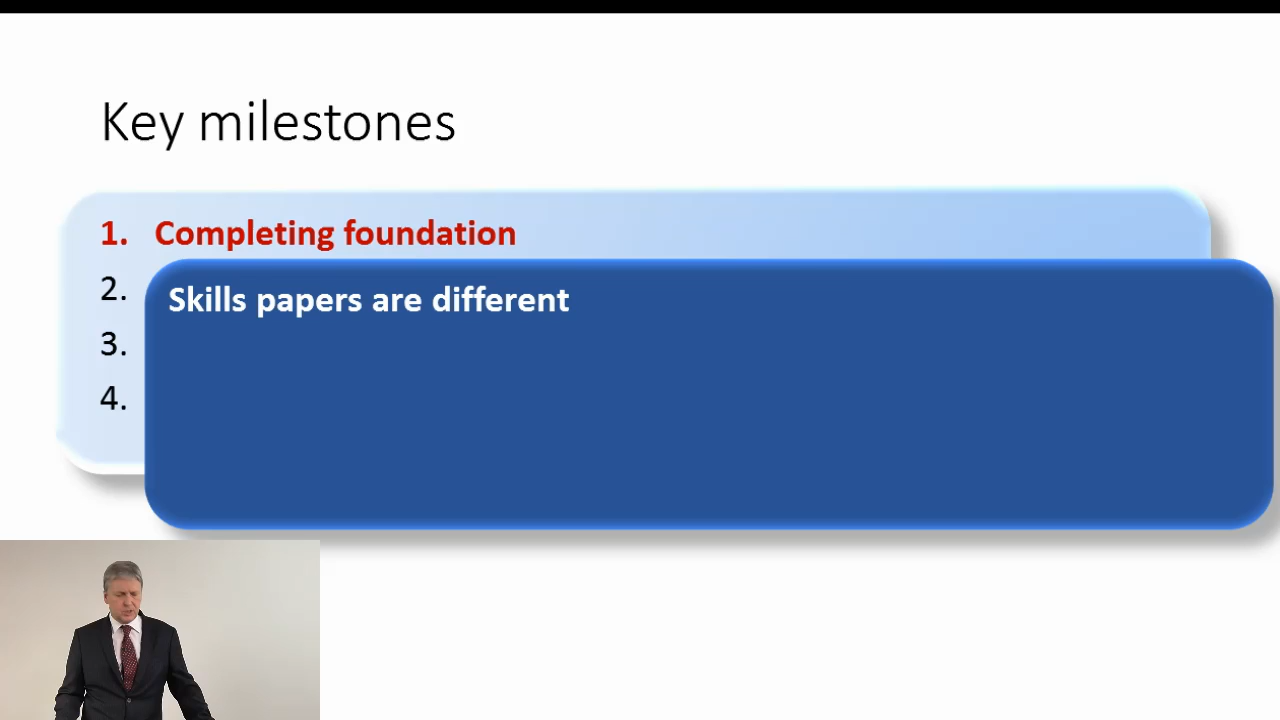 Key milestones
1. Completing foundation
2.
Skills papers are different
3.
4.